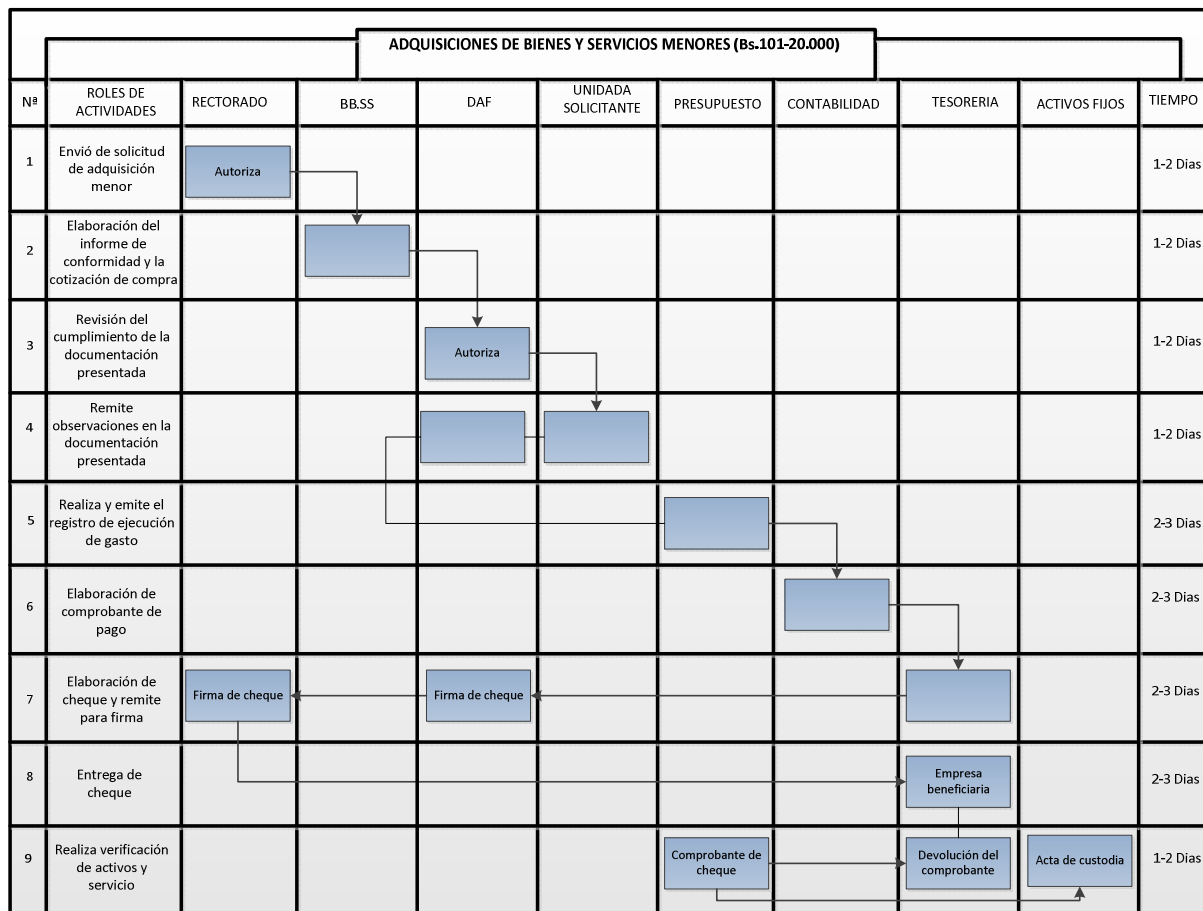 ADQUISICIONES DE BIENES Y SERVICIOS MENORES (Bs.101-20.000)
Nª
ROLES DE
ACTIVIDADES
RECTORADO
BB.SS
DAF
UNIDADA
SOLICITANTE
PRESUPUESTO
CONTABILIDAD
TESORERIA
ACTIVOS FIJOS
TIEMPO
1
Envió de solicitud
de adquisición
menor
Autoriza
1-2 Dias
2
Elaboración del
informe de
conformidad y la
cotización de compra
1-2 Dias
3
Revisión del
cumplimiento de la
documentación
presentada
Autoriza
1-2 Dias
4
Remite
observaciones en la
documentación
presentada
1-2 Dias
5
Realiza y emite el
registro de ejecución
de gasto
2-3 Dias
6
Elaboración de
comprobante de
pago
2-3 Dias
7
Elaboración de
cheque y remite
para firma
Firma de cheque
Firma de cheque
2-3 Dias
8
Entrega de
cheque
Empresa
beneficiaria
2-3 Dias
9
Realiza verificación
de activos y
servicio
Comprobante de
cheque
Devolución del
comprobante
Acta de custodia
1-2 Dias